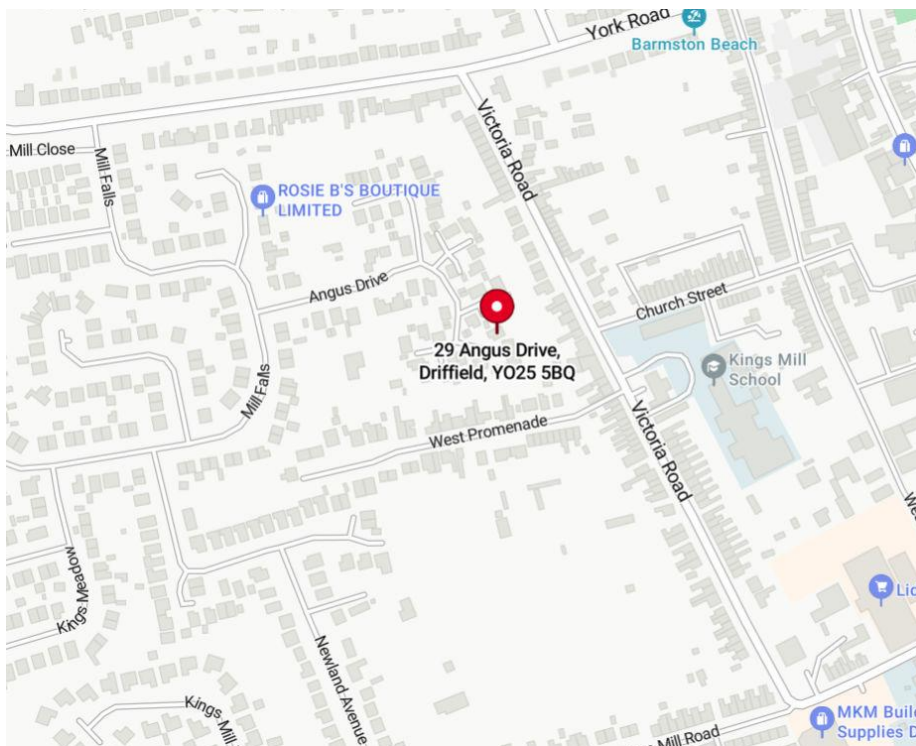 York Road
Barmston Beach
Victoria Road
Mill Close
Mill Falls
ROSIE B'S BOUTIQUE
LIMITED
Angus Drive
Church Street
29 Angus Drive,
Driffield, YO25 5BQ
Kings Mill
School
Mill Falls
West Promenade
Victoria Road
We
Kings Meadow
Lid
Newland Avenue
Kings Mill
MKM Buil
Supplies D
Mill Road